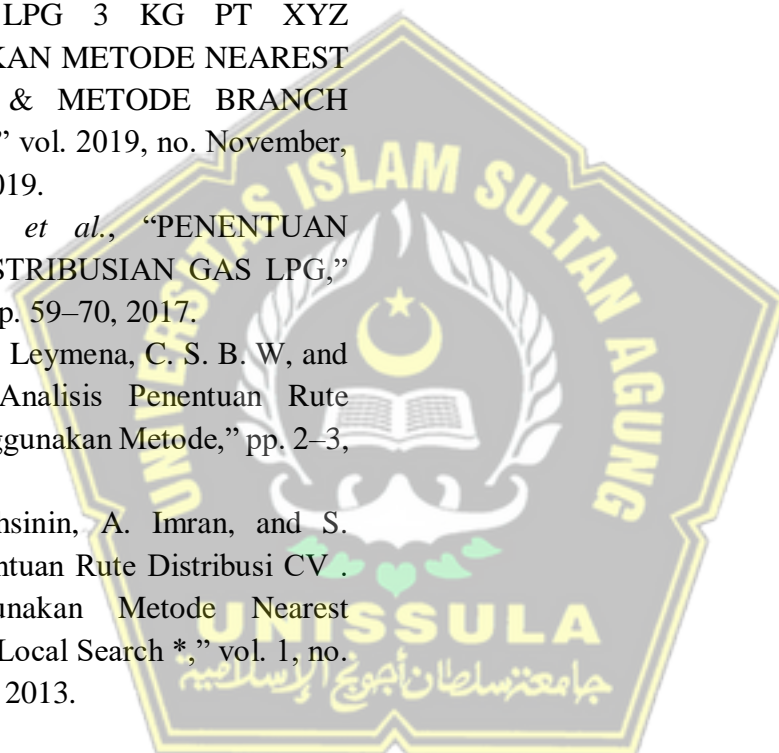 LPG 3 KG PT XYZ
KAN METODE NEAREST
& METODE BRANCH
” vol. 2019, no. November,
019.
et al., “PENENTUAN
STRIBUSIAN GAS LPG,”
p. 59–70, 2017.
Leymena, C. S. B. W, and
Analisis Penentuan Rute
ggunakan Metode,” pp. 2–3,
nsinin, A. Imran, and S.
ntuan Rute Distribusi CV .
unakan Metode Nearest
Local Search *,” vol. 1, no.
2013.
UNIVERSITAS ISLAM SULTAN AGUNG
UNISSULA
جامعتنسلطان أجونج الإسلامية